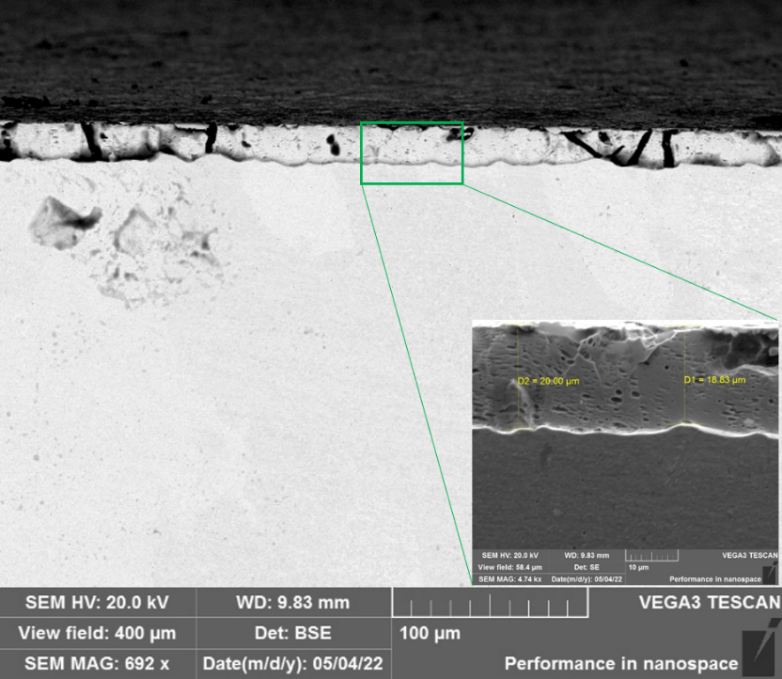 D2 = 20.00 µm
D1 = 18.83 µm
SEM HV: 20.0 kV WD: 9.83 mm VEGA3 TESCAN
View field: 58.4 µm Det: SE 10 µm
SEM MAG: 4.74 kx Date(m/d/y): 05/04/22 Performance in nanospace
SEM HV: 20.0 kV WD: 9.83 mm VEGA3 TESCAN
View field: 400 µm Det: BSE 100 µm
SEM MAG: 692 x Date(m/d/y): 05/04/22 Performance in nanospace